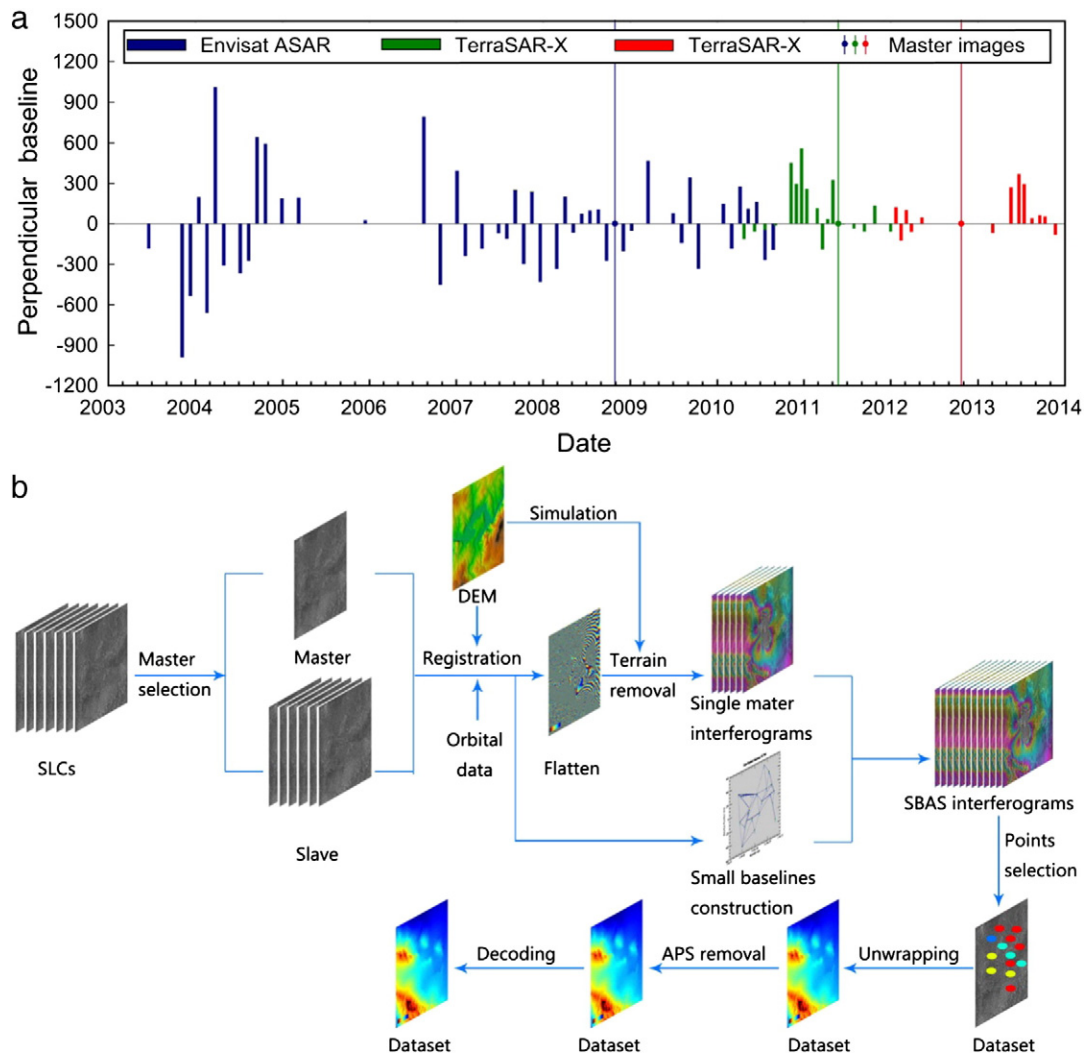 a
Perpendicular baseline
1500
1200
900
600
300
0
-300
-600
-900
-1200
Envisat ASAR
TerraSAR-X
TerraSAR-X
Master images
2003 2004 2005 2006 2007 2008 2009 2010 2011 2012 2013 2014
Date
b
SLCs
Master
selection
Master
Slave
DEM
Simulation
Registration
Orbital
data
Flatten
Terrain
removal
Single mater
interferograms
Small baselines
construction
SBAS interferograms
Points
selection
Dataset
Unwrapping
Dataset
APS removal
Dataset
Decoding
Dataset